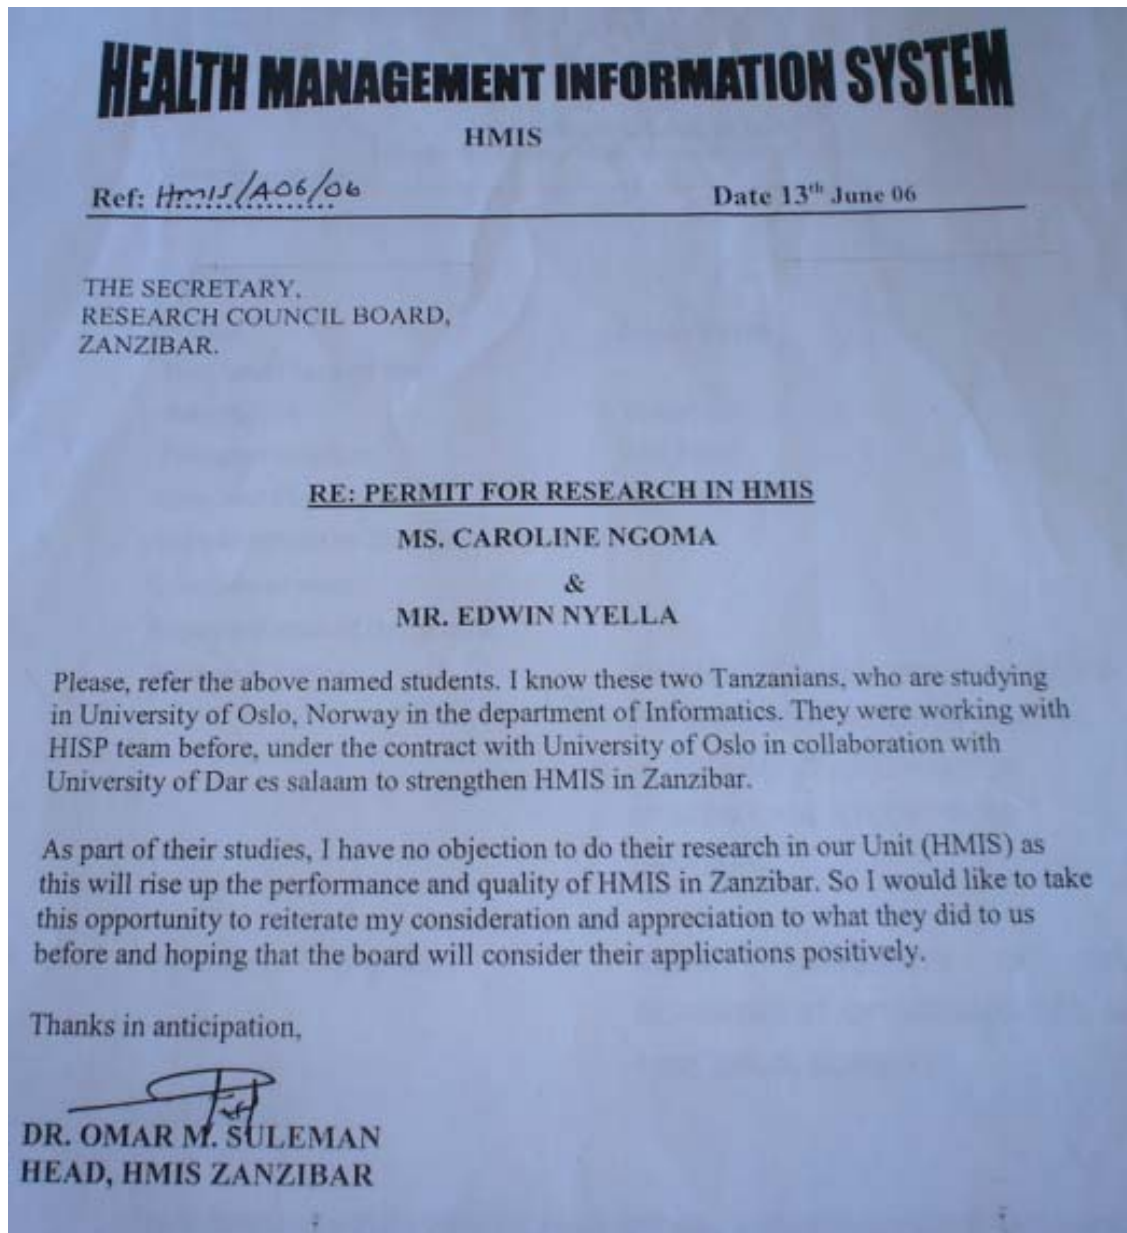 HEALTH MANAGEMENT INFORMATION SYSTEM
HMIS
Ref: Hmis/A06/06 Date 13th June 06
THE SECRETARY,
RESEARCH COUNCIL BOARD,
ZANZIBAR.
RE: PERMIT FOR RESEARCH IN HMIS
MS. CAROLINE NGOMA
&
MR. EDWIN NYELLA
Please, refer the above named students. I know these two Tanzanians, who are studying
in University of Oslo, Norway in the department of Informatics. They were working with
HISP team before, under the contract with University of Oslo in collaboration with
University of Dar es salaam to strengthen HMIS in Zanzibar.
As part of their studies, I have no objection to do their research in our Unit (HMIS) as
this will rise up the performance and quality of HMIS in Zanzibar. So I would like to take
this opportunity to reiterate my consideration and appreciation to what they did to us
before and hoping that the board will consider their applications positively.
Thanks in anticipation,
DR. OMAR M. SULEMAN
HEAD, HMIS ZANZIBAR